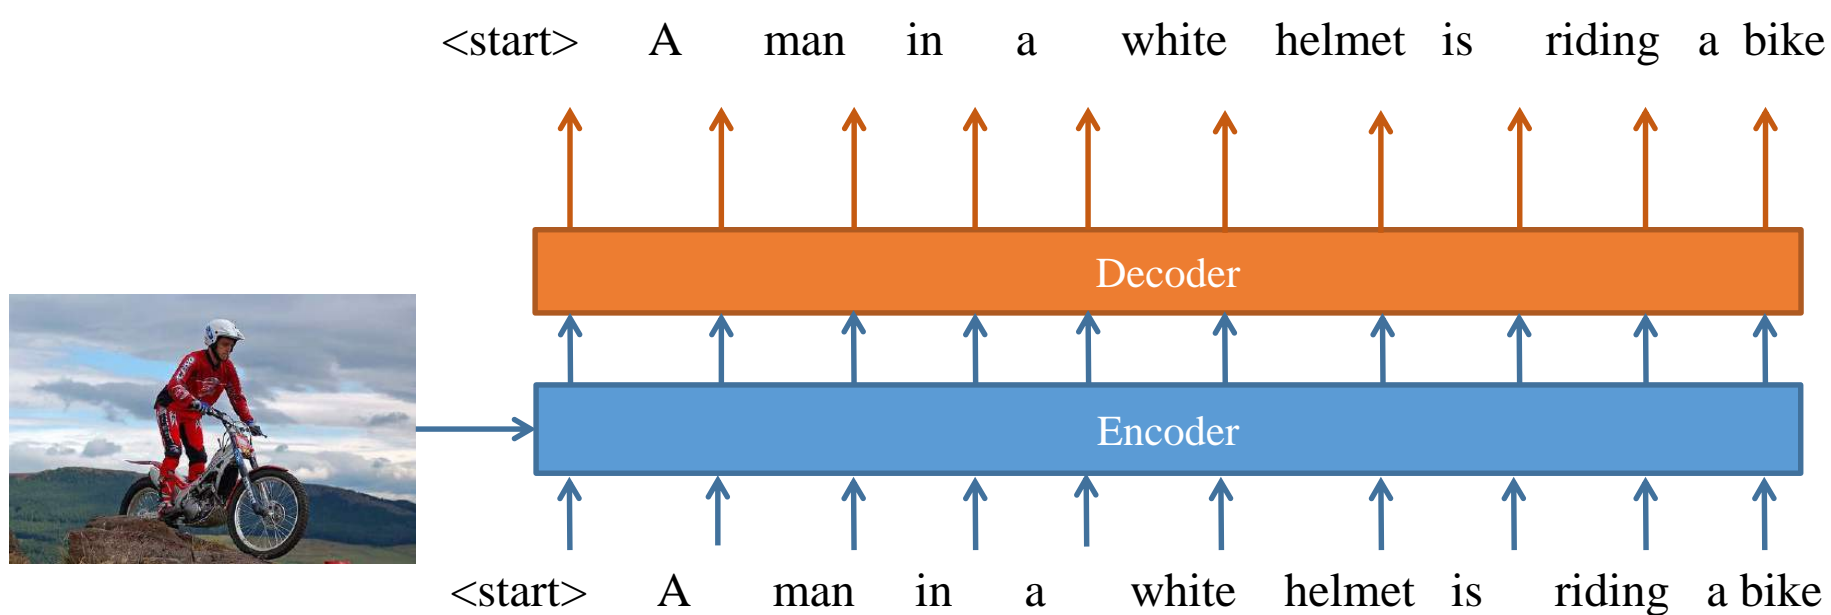 <start> A man in a white helmet is riding a bike
Decoder
Encoder
<start> A man in a white helmet is riding a bike